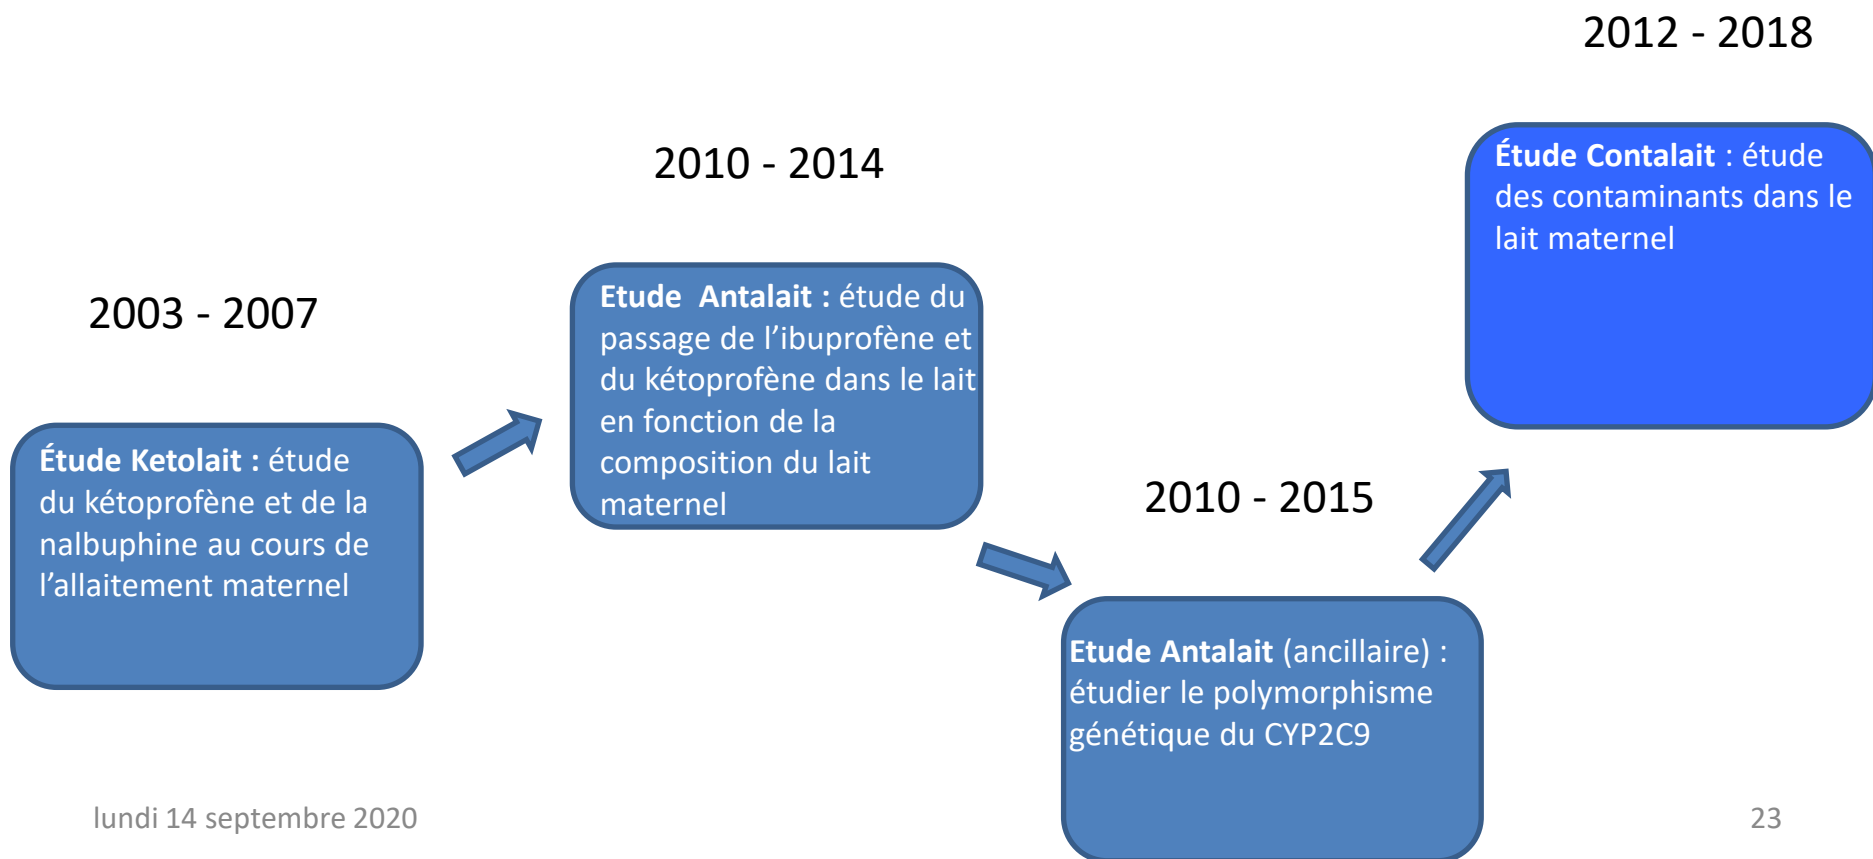 2003 - 2007
Étude Ketolait : étude
du kétoprofène et de la
nalbuphine au cours de
l’allaitement maternel
2010 - 2014
Etude Antalait : étude du
passage de l’ibuprofène et
du kétoprofène dans le lait
en fonction de la
composition du lait
maternel
2010 - 2015
Etude Antalait (ancillaire) :
étudier le polymorphisme
génétique du CYP2C9
2012 - 2018
Étude Contalait : étude
des contaminants dans le
lait maternel
lundi 14 septembre 2020
23